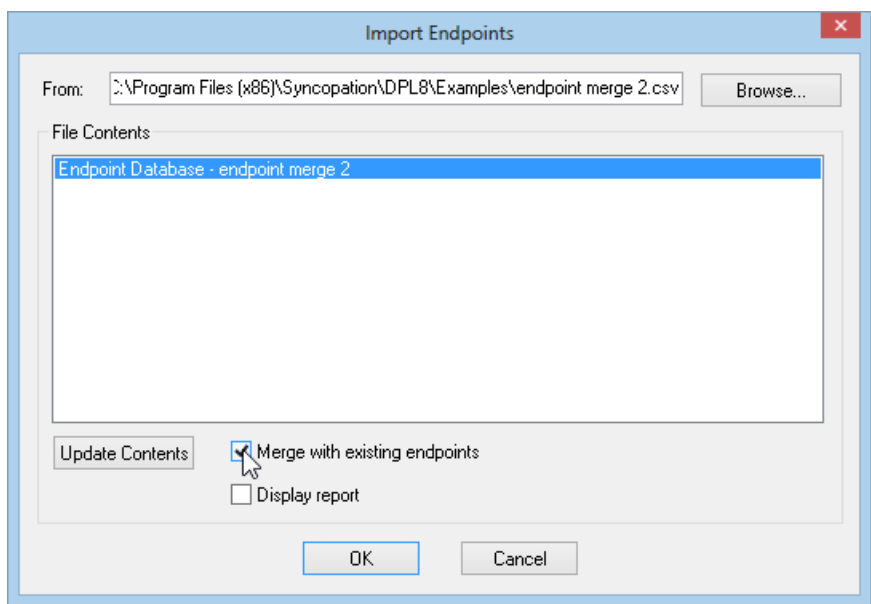 Import Endpoints
From: :\Program Files (x86)\Syncopation\DPL8\Examples\endpoint merge 2.csv Browse...
File Contents
Endpoint Database - endpoint merge 2
Update Contents Merge with existing endpoints
Display report
OK Cancel